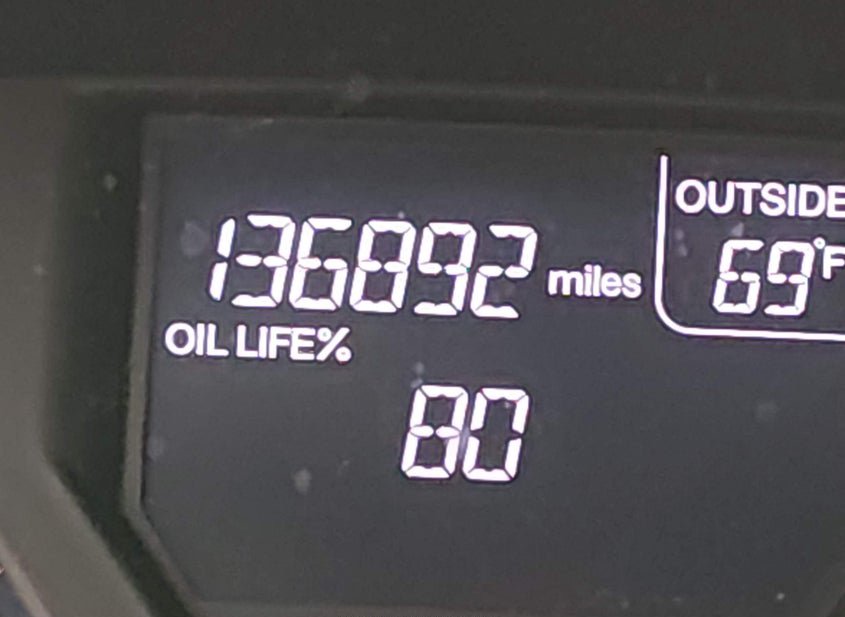 OUTSIDE
136892 miles
69°F
OIL LIFE%
80